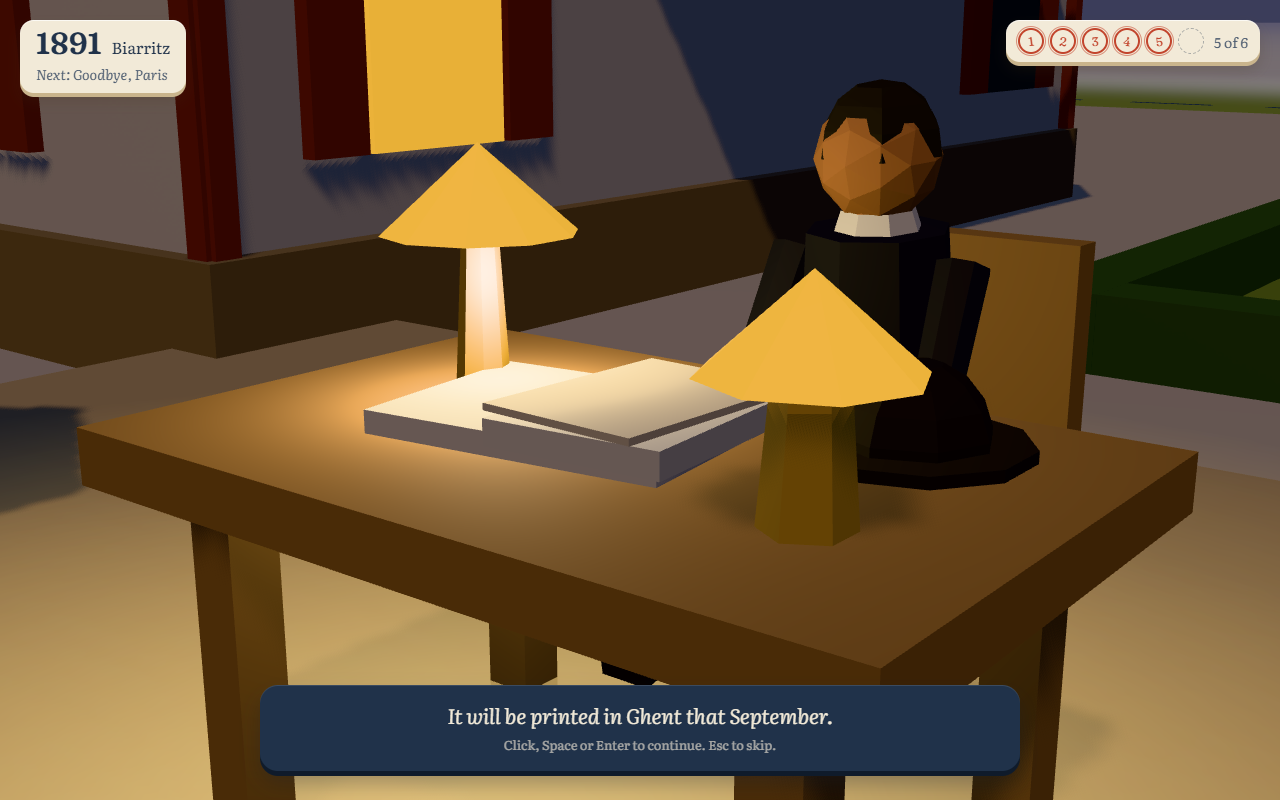 1891 Biarritz
Next: Goodbye, Paris
1 2 3 4 5 5 of 6
It will be printed in Ghent that September.
Click, Space or Enter to continue. Esc to skip.